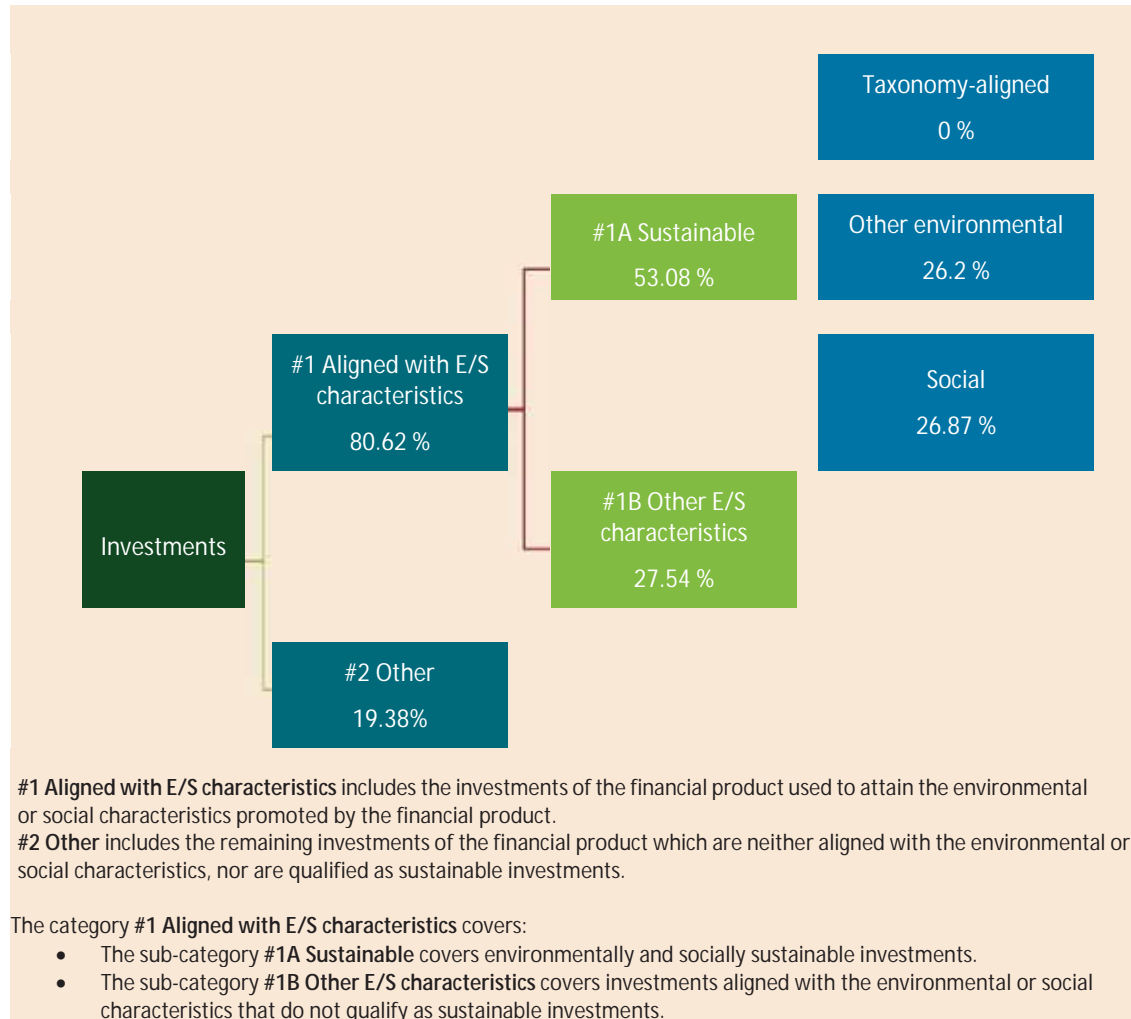 Taxonomy-aligned
0 %
#1A Sustainable
53.08 %
Other environmental
26.2 %
#1 Aligned with E/S
characteristics
80.62 %
Social
26.87 %
Investments
#1B Other E/S
characteristics
27.54 %
#2 Other
19.38%
#1 Aligned with E/S characteristics includes the investments of the financial product used to attain the environmental
or social characteristics promoted by the financial product.
#2 Other includes the remaining investments of the financial product which are neither aligned with the environmental or
social characteristics, nor are qualified as sustainable investments.
The category #1 Aligned with E/S characteristics covers:
• The sub-category #1A Sustainable covers environmentally and socially sustainable investments.
• The sub-category #1B Other E/S characteristics covers investments aligned with the environmental or social
characteristics that do not qualify as sustainable investments.